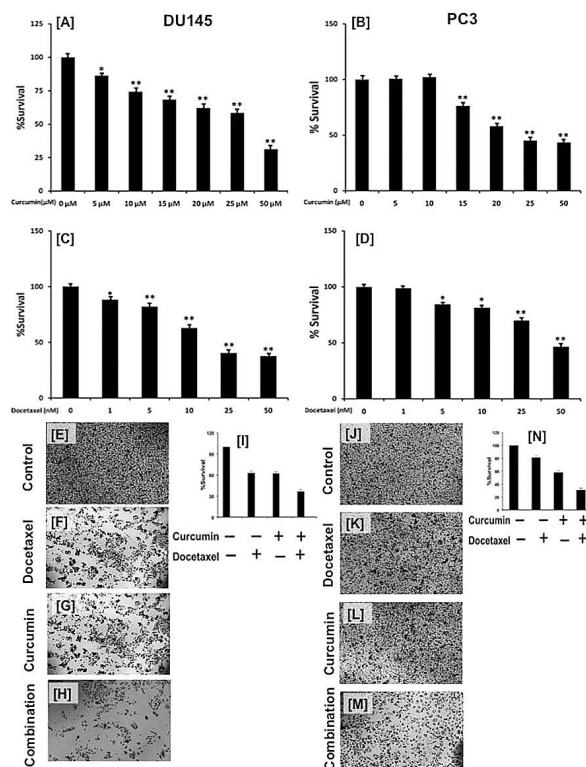 DU145
PC3
[A]
125
100
75
50
25
0
%Survival
*
**
**
**
**
**
Curcumin(μM) 0 μM 5 μM 10 μM 15 μM 20 μM 25 μM 50 μM
[B]
150
100
50
0
% Survival
**
**
**
**
Curcumin(μM) 0 5 10 15 20 25 50
[C]
150
100
50
0
%Survival
*
**
**
**
**
Docetaxel (nM) 0 1 5 10 25 50
[D]
150
100
50
0
% Survival
*
*
**
**
Docetaxel (nM) 0 1 5 10 25 50
[E]
Control
[F]
Docetaxel
[G]
Curcumin
[H]
Combination
[I]
%Survival
Curcumin – – + +
Docetaxel – + – +
[J]
Control
[K]
Docetaxel
[L]
Curcumin
[M]
Combination
[N]
%Survival
Curcumin – – + +
Docetaxel – + – +